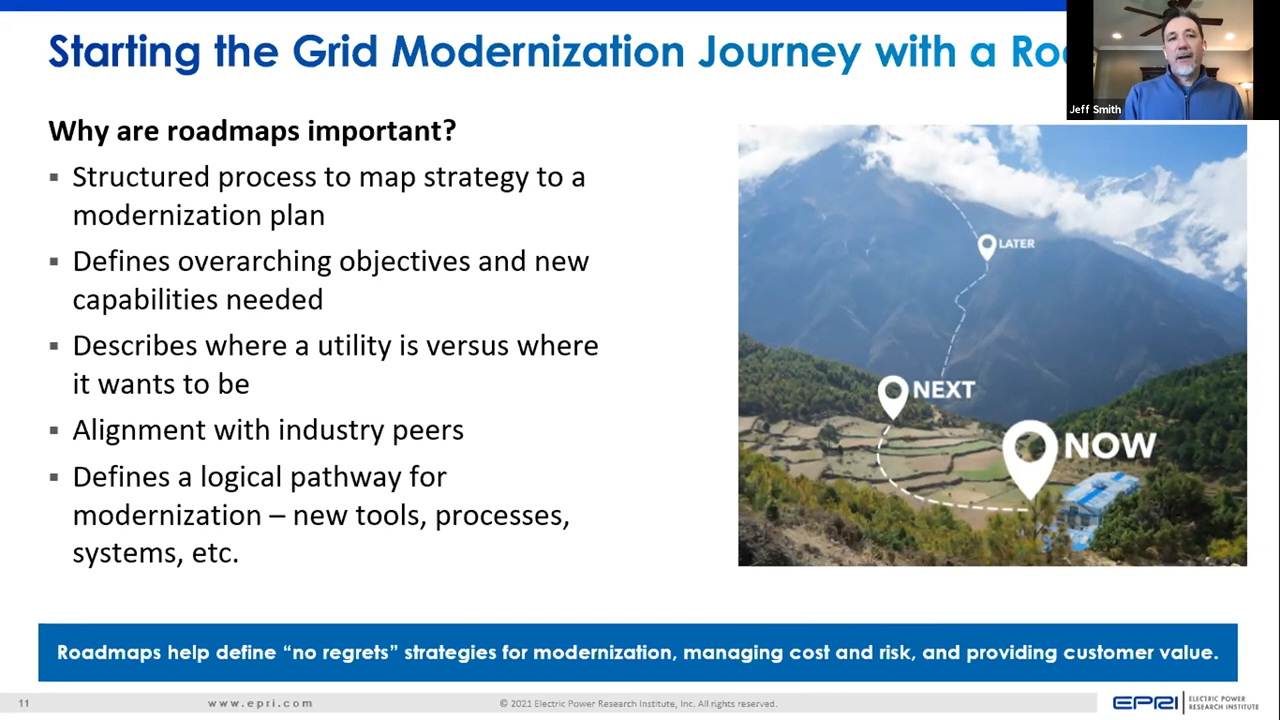 Starting the Grid Modernization Journey with a
Jeff Smith
Why are roadmaps important?
▪ Structured process to map strategy to a
modernization plan
▪ Defines overarching objectives and new
capabilities needed
▪ Describes where a utility is versus where
it wants to be
▪ Alignment with industry peers
▪ Defines a logical pathway for
modernization – new tools, processes,
systems, etc.
LATER
NEXT
NOW
Roadmaps help define “no regrets” strategies for modernization, managing cost and risk, and providing customer value.
11
www.epri.com
© 2021 Electric Power Research Institute, Inc. All rights reserved.
EPRI
ELECTRIC POWER
RESEARCH INSTITUTE